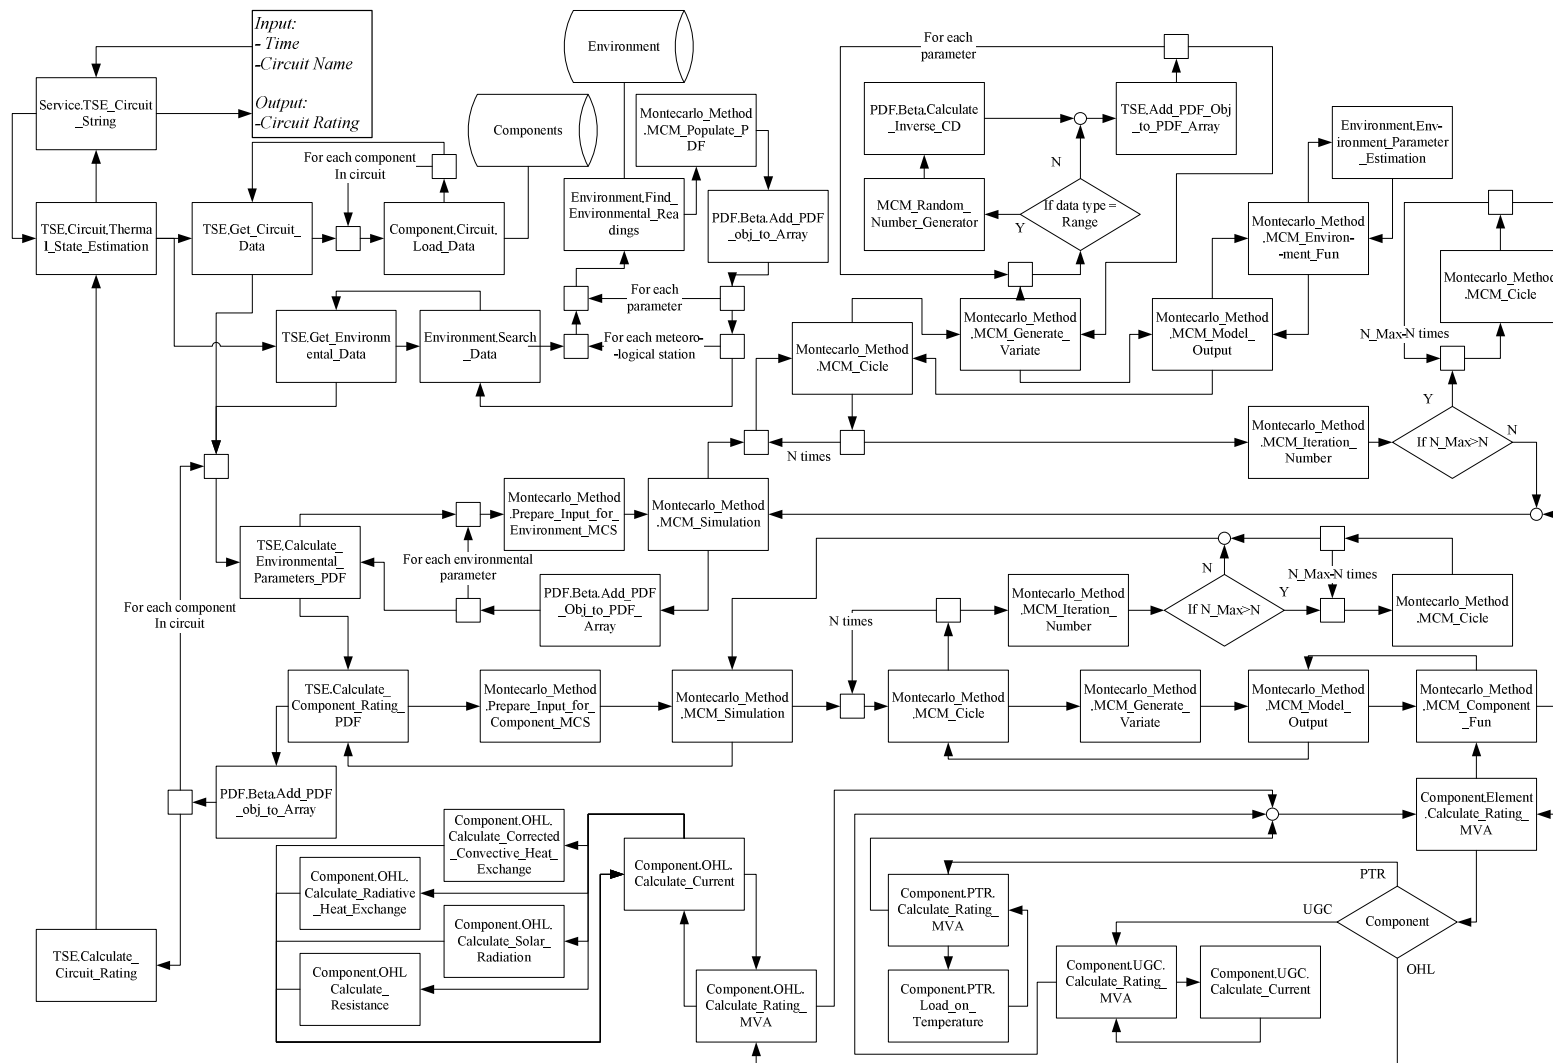 Input:
- Time
-Circuit Name
Output:
-Circuit Rating
Service.TSE_Circuit
_String
For each component
In circuit
TSE.Circuit.Therma
l_State_Estimation
TSE.Get_Circuit_
Data
Component.Circuit.
Load_Data
Components
Environment
Montecarlo_Method
.MCM_Populate_P
DF
Environment.Find_
Environmental_Rea
dings
PDF.Beta.Add_PDF
_obj_to_Array
For each
parameter
For each meteoro-
-logical station
TSE.Get_Environ
mental_Data
Environment.Search
_Data
For each
parameter
PDF.Beta.Calculate
_Inverse_CD
TSE.Add_PDF_Obj
_to_PDF_Array
N
MCM_Random_
Number_Generator
Y
If data type =
Range
Environment.Envi-
ronment_Parameter
_Estimation
Montecarlo_Method
.MCM_Environ-
-ment_Fun
Montecarlo_Method
.MCM_Cicle
Montecarlo_Method
.MCM_Cicle
Montecarlo_Method
.MCM_Generate_
Variate
Montecarlo_Method
.MCM_Model_
Output
N_Max-N times
Y
N times
Montecarlo_Method
.MCM_Iteration_
Number
If N_Max>N
N
Montecarlo_Method
.Prepare_Input_for_
Environment_MCS
Montecarlo_Method
.MCM_Simulation
TSE.Calculate_
Environmental_
Parameters_PDF
For each environmental
parameter
PDF.Beta.Add_PDF
_Obj_to_PDF_
Array
For each component
In circuit
N
N_Max-N times
N times
Montecarlo_Method
.MCM_Iteration_
Number
If N_Max>N
Y
Montecarlo_Method
.MCM_Cicle
TSE.Calculate_
Component_Rating_
PDF
Montecarlo_Method
.Prepare_Input_for_
Component_MCS
Montecarlo_Method
.MCM_Simulation
Montecarlo_Method
.MCM_Cicle
Montecarlo_Method
.MCM_Generate_
Variate
Montecarlo_Method
.MCM_Model_
Output
Montecarlo_Method
.MCM_Component_
Fun
PDF.Beta.Add_PDF
_obj_to_Array
Component.OHL.
Calculate_Corrected
_Convective_Heat_
Exchange
Component.OHL.
Calculate_Radiative
_Heat_Exchange
Component.OHL.
Calculate_Solar_
Radiation
Component.OHL
Calculate_
Resistance
Component.OHL.
Calculate_Current
Component.OHL.
Calculate_Rating_
MVA
Component.PTR.
Calculate_Rating_
MVA
Component.PTR.
Load_on_
Temperature
Component.UGC.
Calculate_Rating_
MVA
Component.UGC.
Calculate_Current
Component.Element
.Calculate_Rating_
MVA
PTR
UGC
Component
OHL
TSE.Calculate_
Circuit_Rating